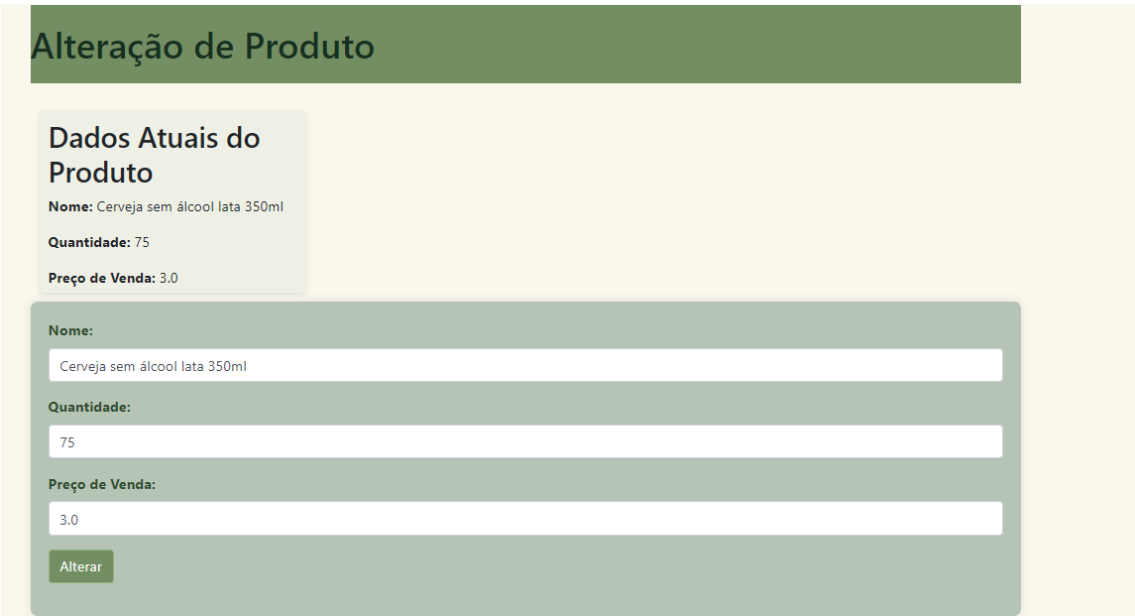 Alteração de Produto
Dados Atuais do
Produto
Nome: Cerveja sem álcool lata 350ml
Quantidade: 75
Preço de Venda: 3.0
Nome:
Cerveja sem álcool lata 350ml
Quantidade:
75
Preço de Venda:
3.0
Alterar